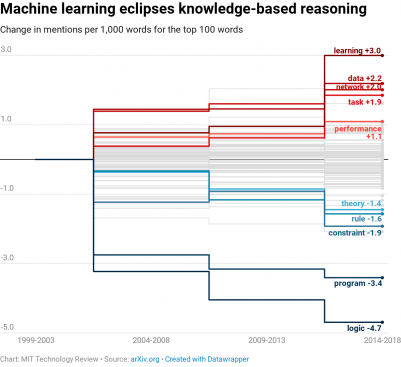 Machine learning eclipses knowledge-based reasoning
Change in mentions per 1,000 words for the top 100 words
3.0
learning +3.0
data +2.2
network +2.0
task +1.9
1.0
performance
+1.1
-1.0
theory -1.4
rule -1.6
constraint -1.9
-3.0
program -3.4
logic -4.7
-5.0
1999-2003
2004-2008
2009-2013
2014-2018
Chart: MIT Technology Review • Source: arXiv.org • Created with Datawrapper